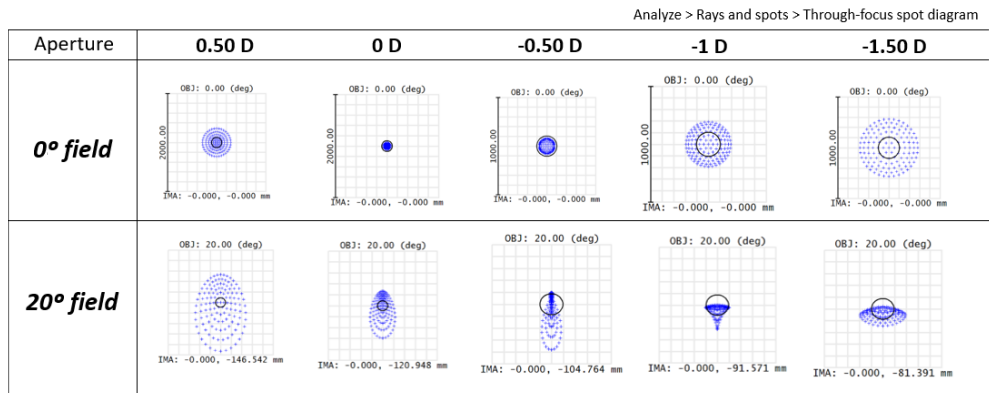 Analyze > Rays and spots > Through-focus spot diagram
Aperture 0.50 D 0 D -0.50 D -1 D -1.50 D
0º field
OBJ: 0.00 (deg) OBJ: 0.00 (deg) OBJ: 0.00 (deg) OBJ: 0.00 (deg) OBJ: 0.00 (deg)
2000.00 2000.00 1000.00 1000.00 1000.00
IMA: -0.000, -0.000 mm IMA: -0.000, -0.000 mm IMA: -0.000, -0.000 mm IMA: -0.000, -0.000 mm IMA: -0.000, -0.000 mm
20º field
OBJ: 20.00 (deg) OBJ: 20.00 (deg) OBJ: 20.00 (deg) OBJ: 20.00 (deg) OBJ: 20.00 (deg)
IMA: -0.000, -146.542 mm IMA: -0.000, -120.948 mm IMA: -0.000, -104.764 mm IMA: -0.000, -91.571 mm IMA: -0.000, -81.391 mm